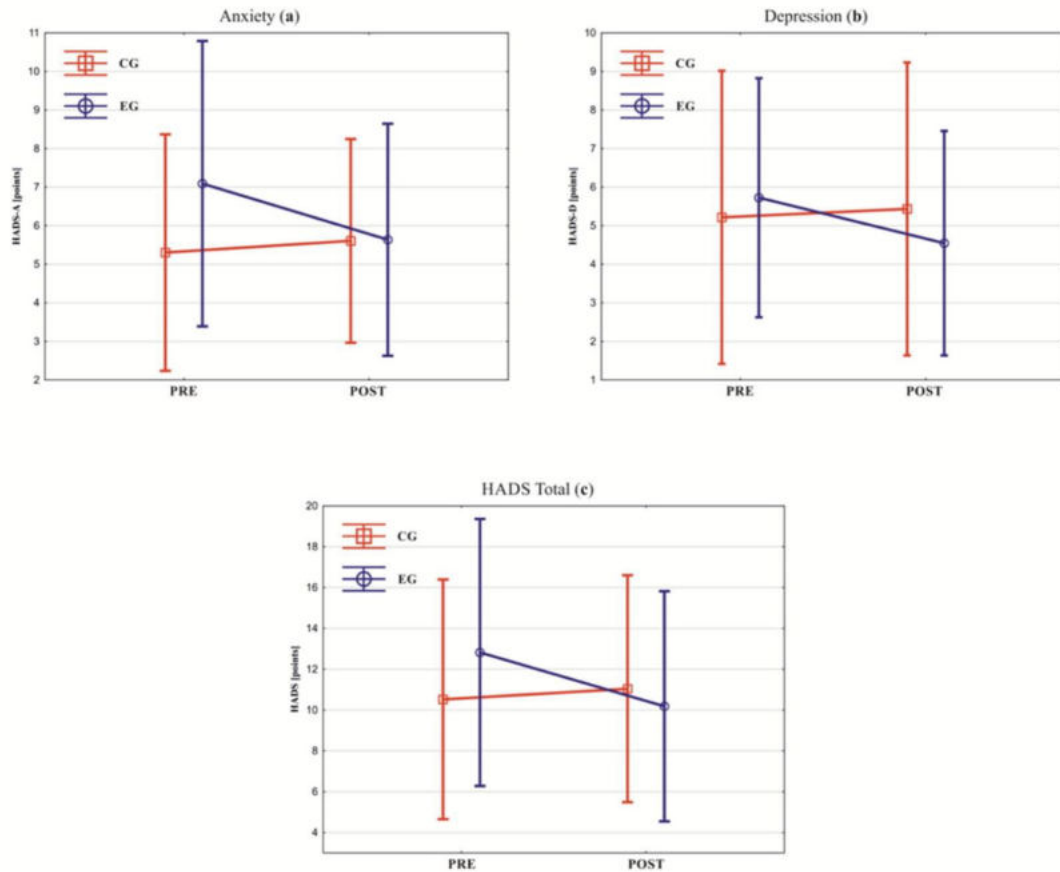 Anxiety (a)
11
10
9
8
7
6
5
4
3
2
HADS-A [points]
CG
EG
PRE POST
Depression (b)
10
9
8
7
6
5
4
3
2
1
HADS-D [points]
CG
EG
PRE POST
HADS Total (c)
20
18
16
14
12
10
8
6
4
HADS [points]
CG
EG
PRE POST